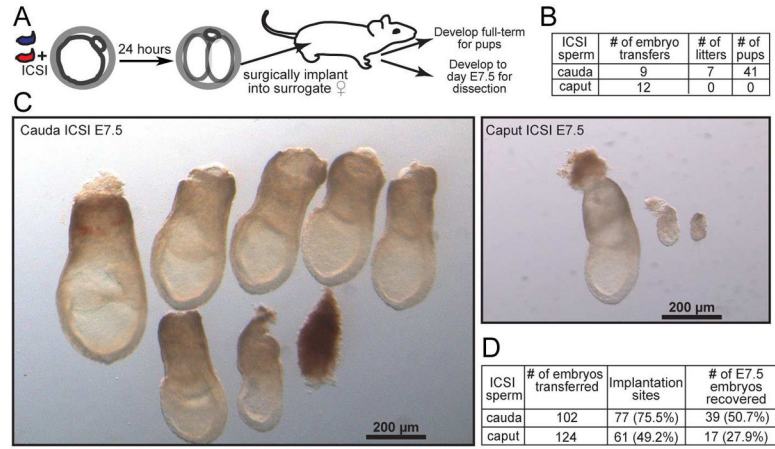 A
+
ICSI
24 hours
surgically implant
into surrogate ♀
Develop full-term
for pups
Develop to
day E7.5 for
dissection
B
ICSI sperm | # of embryo transfers | # of litters | # of pups
cauda | 9 | 7 | 41
caput | 12 | 0 | 0
C
Cauda ICSI E7.5
200 µm
Caput ICSI E7.5
200 µm
D
ICSI sperm | # of embryos transferred | Implantation sites | # of E7.5 embryos recovered
cauda | 102 | 77 (75.5%) | 39 (50.7%)
caput | 124 | 61 (49.2%) | 17 (27.9%)